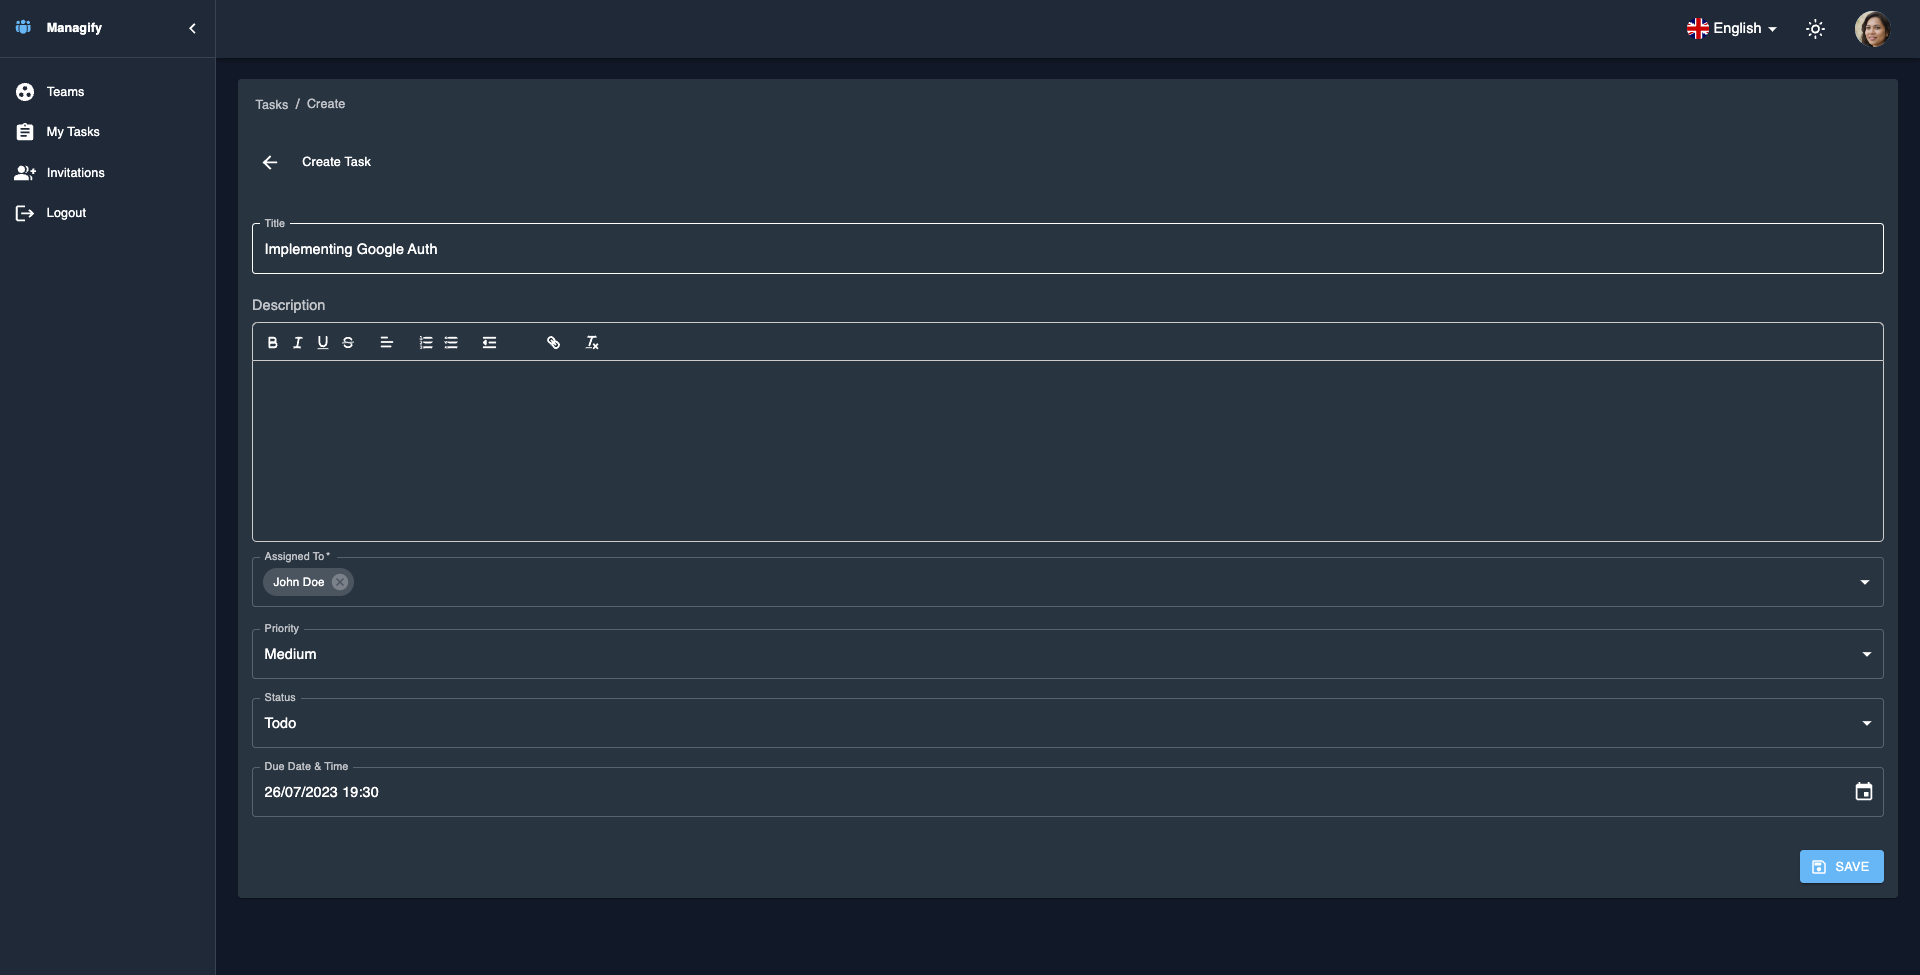 Managify
English
Teams
My Tasks
Invitations
Logout
Tasks / Create
Create Task
Title
Implementing Google Auth
Description
Assigned To *
John Doe
Priority
Medium
Status
Todo
Due Date & Time
26/07/2023 19:30
SAVE